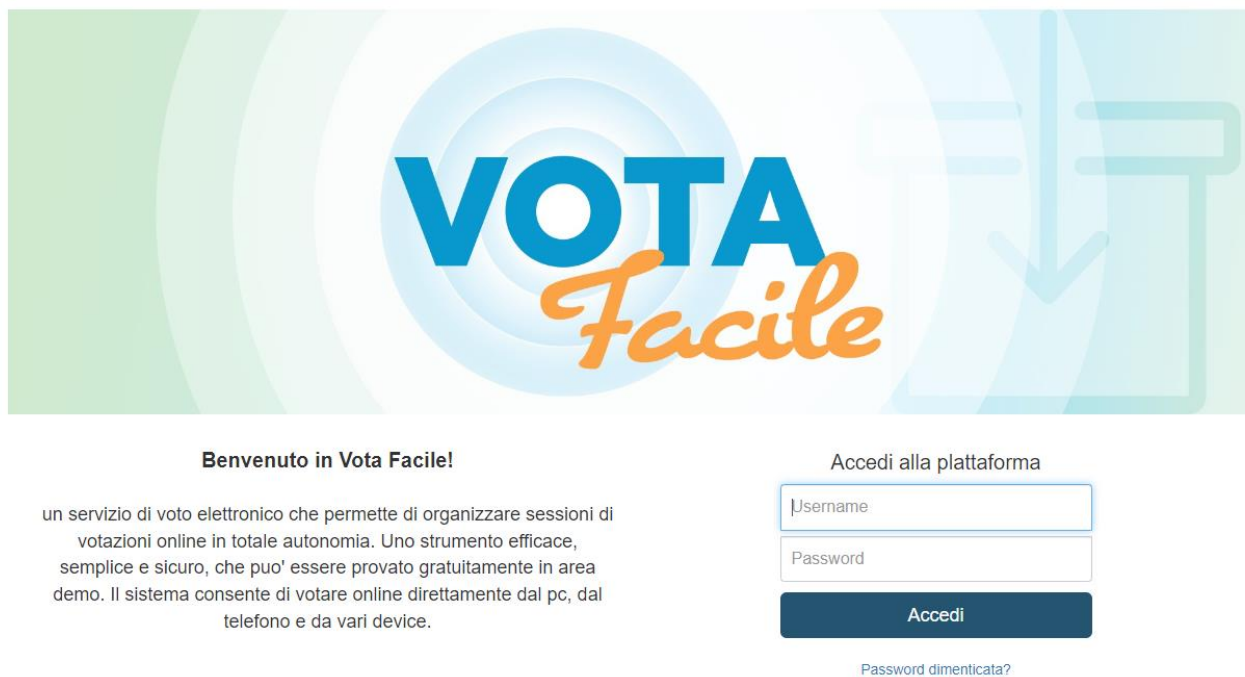 VOTA
Facile
Benvenuto in Vota Facile!
un servizio di voto elettronico che permette di organizzare sessioni di
votazioni online in totale autonomia. Uno strumento efficace,
semplice e sicuro, che puo' essere provato gratuitamente in area
demo. Il sistema consente di votare online direttamente dal pc, dal
telefono e da vari device.
Accedi alla plattaforma
Username
Password
Accedi
Password dimenticata?